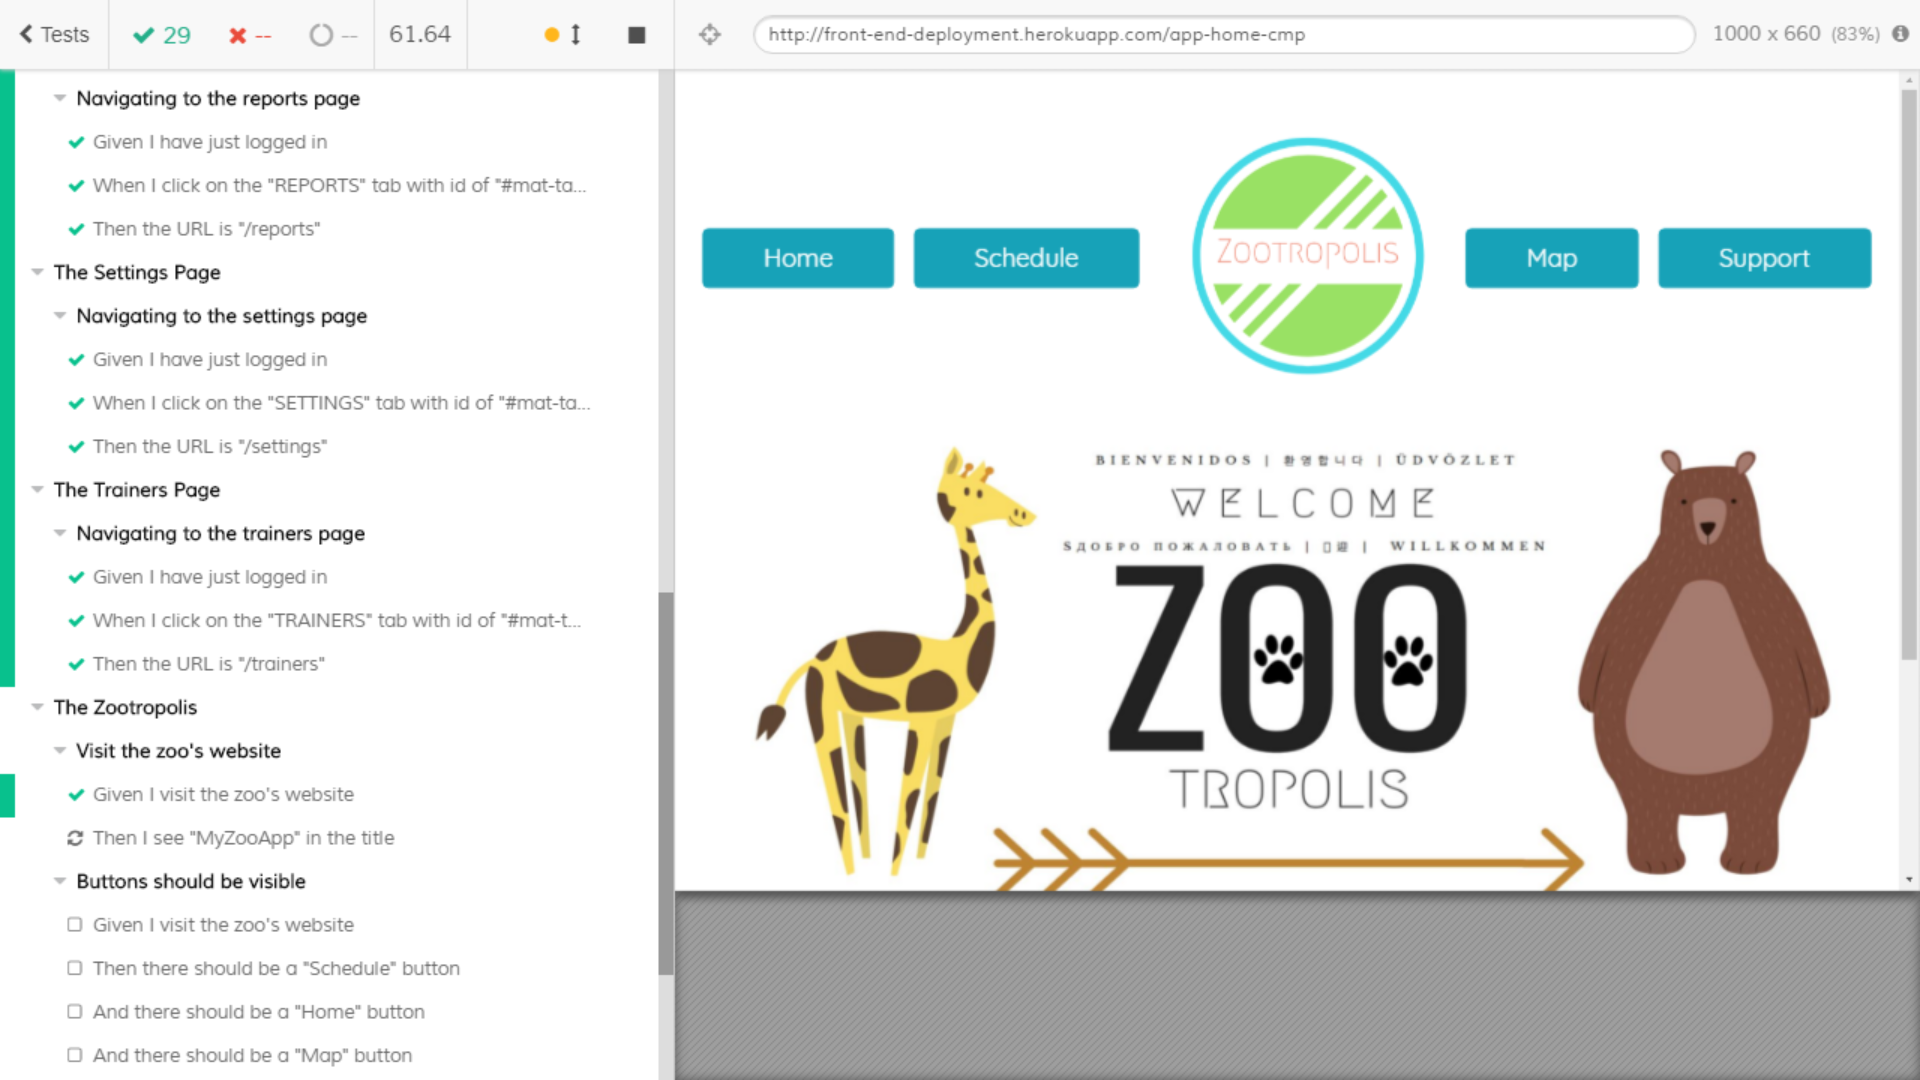 Tests
29
--
--
61.64
http://front-end-deployment.herokuapp.com/app-home-cmp
1000 x 660 (83%)
Navigating to the reports page
Given I have just logged in
When I click on the "REPORTS" tab with id of "#mat-ta...
Then the URL is "/reports"
The Settings Page
Navigating to the settings page
Given I have just logged in
When I click on the "SETTINGS" tab with id of "#mat-ta...
Then the URL is "/settings"
The Trainers Page
Navigating to the trainers page
Given I have just logged in
When I click on the "TRAINERS" tab with id of "#mat-t...
Then the URL is "/trainers"
The Zootropolis
Visit the zoo's website
Given I visit the zoo's website
Then I see "MyZooApp" in the title
Buttons should be visible
Given I visit the zoo's website
Then there should be a "Schedule" button
And there should be a "Home" button
And there should be a "Map" button
Home
Schedule
ZOOTROPOLIS
Map
Support
BIENVENIDOS | 환영합니다 | ÜDVÖZLET
WELCOME
SДОБРО ПОЖАЛОВАТЬ | 迎 | WILLKOMMEN
ZOO
TROPOLIS